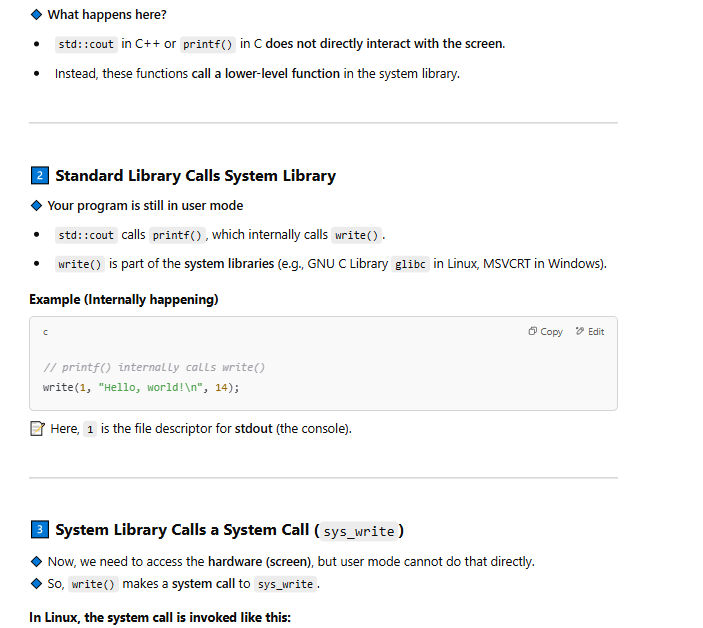 What happens here?
std::cout in C++ or printf() in C does not directly interact with the screen.
Instead, these functions call a lower-level function in the system library.
2 Standard Library Calls System Library
Your program is still in user mode
std::cout calls printf(), which internally calls write().
write() is part of the system libraries (e.g., GNU C Library glibc in Linux, MSVCRT in Windows).
Example (Internally happening)
c Copy Edit
// printf() internally calls write()
write(1, "Hello, world!\n", 14);
Here, 1 is the file descriptor for stdout (the console).
3 System Library Calls a System Call (sys_write)
Now, we need to access the hardware (screen), but user mode cannot do that directly.
So, write() makes a system call to sys_write.
In Linux, the system call is invoked like this: